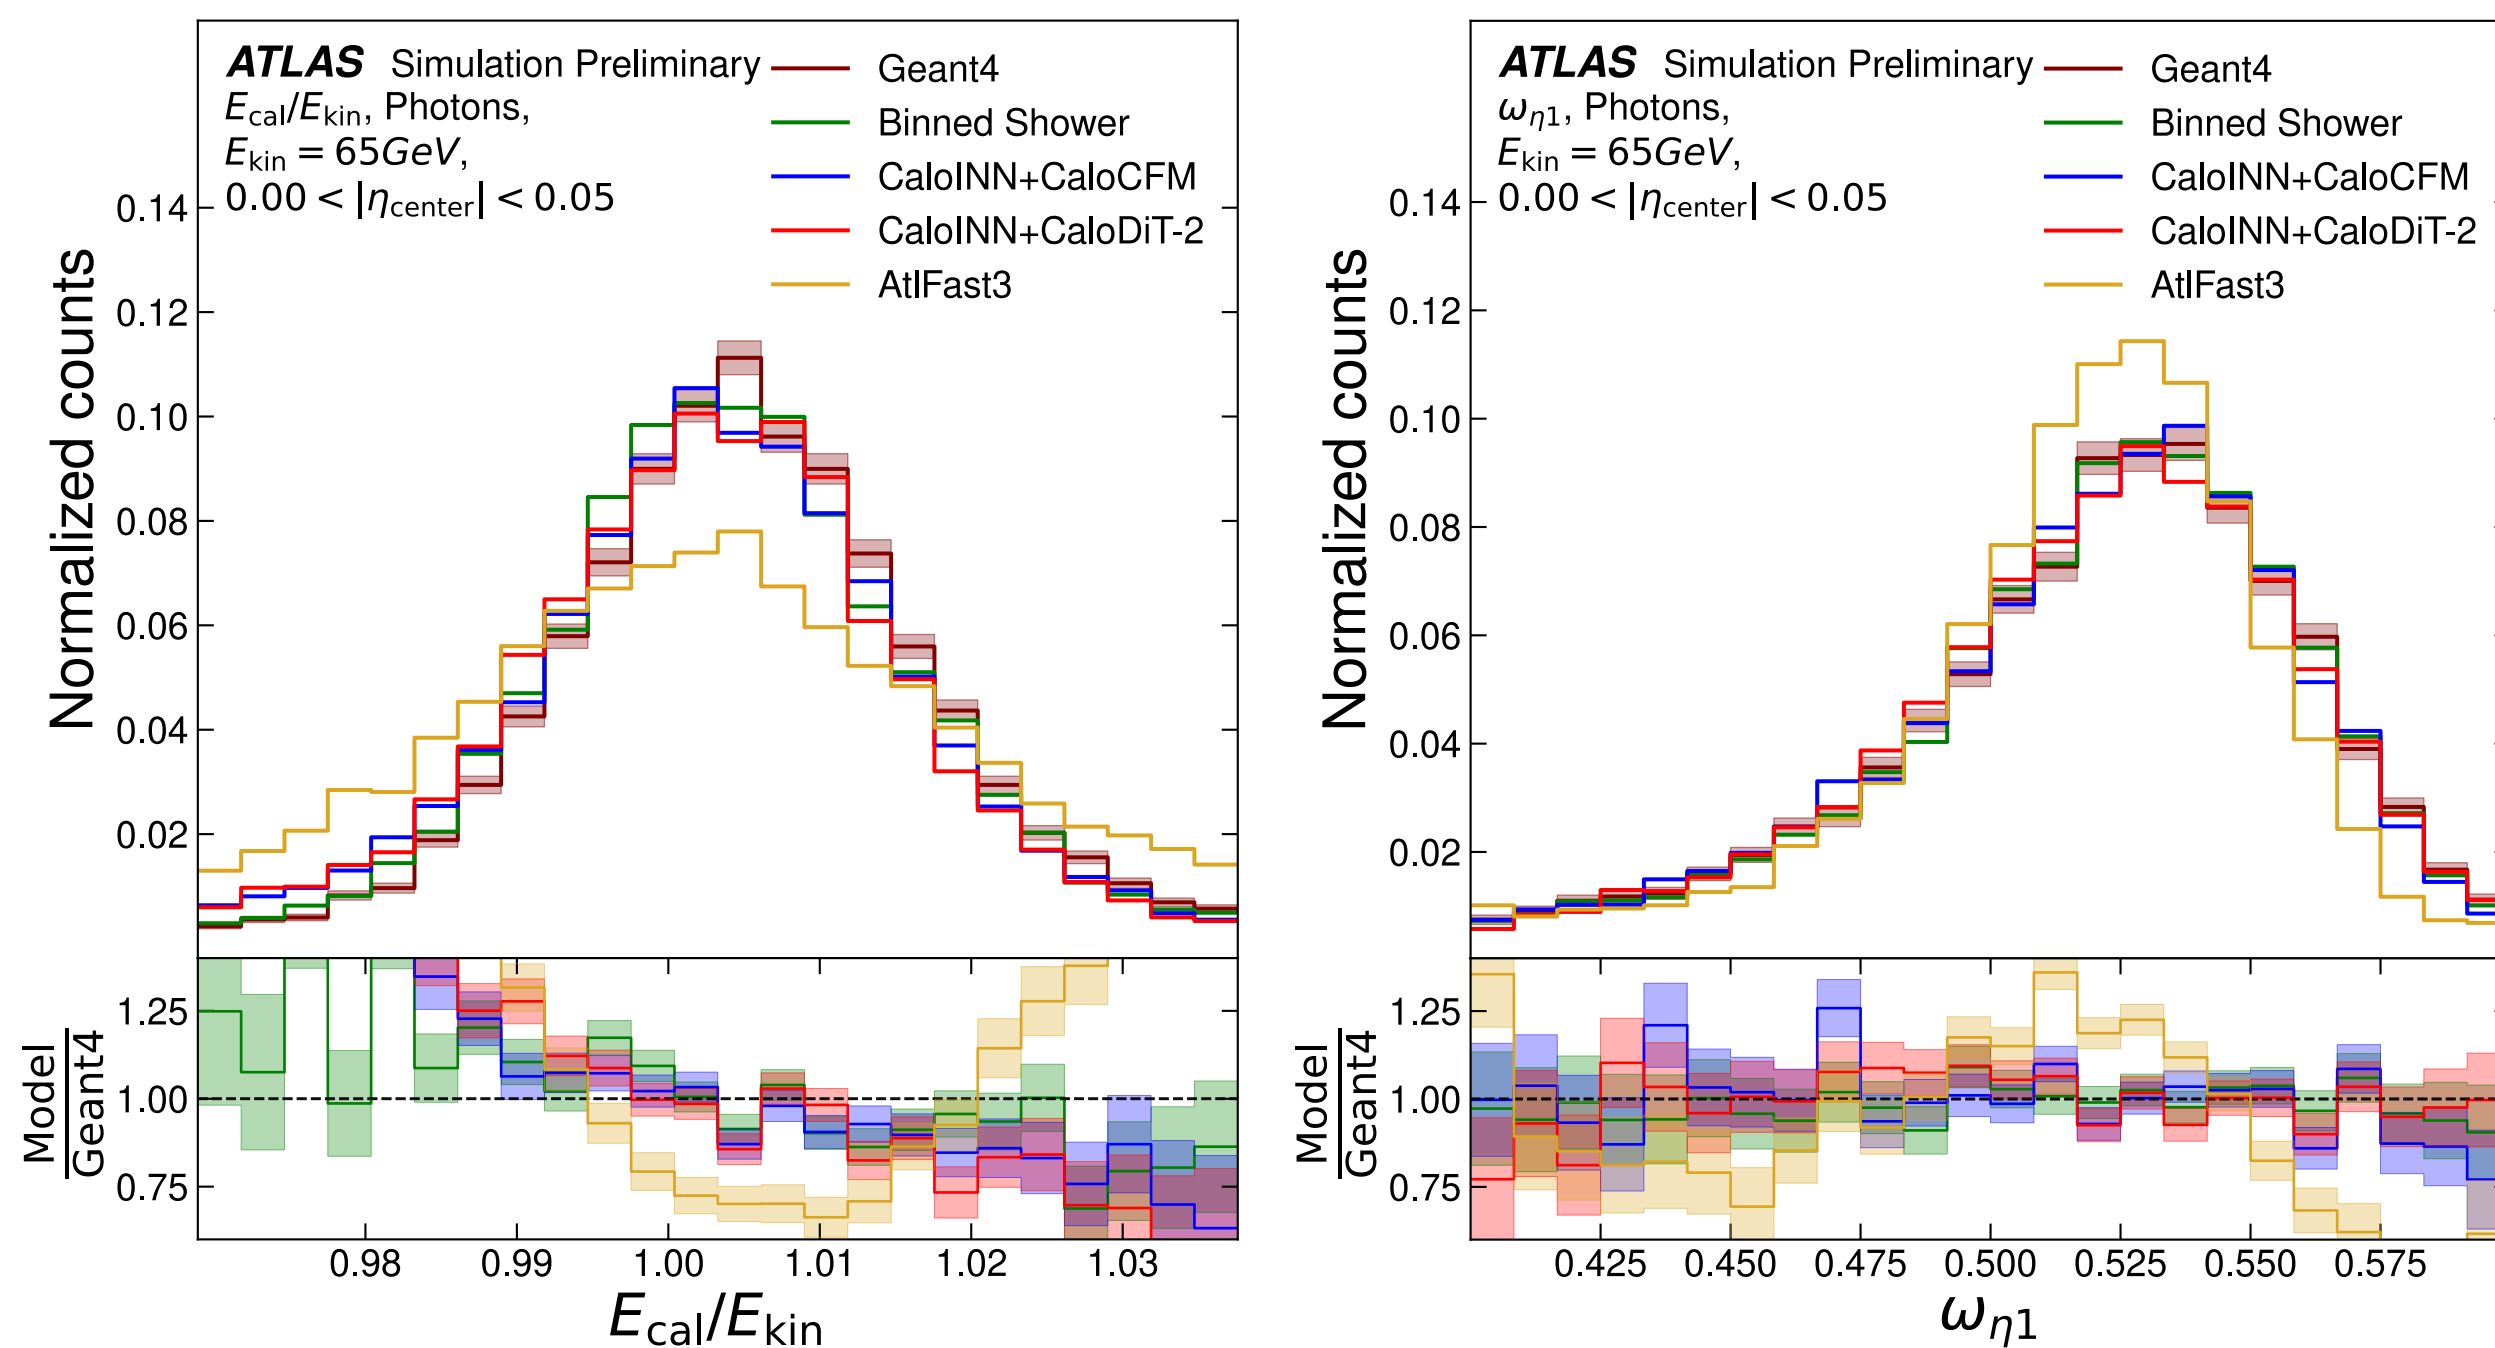 ATLAS Simulation Preliminary
E_cal/E_kin, Photons,
E_kin = 65GeV,
0.00 < |η_center| < 0.05
Geant4
Binned Shower
CaloINN+CaloCFM
CaloINN+CaloDiT-2
AtlFast3
Normalized counts
0.14
0.12
0.10
0.08
0.06
0.04
0.02
Model
Geant4
1.25
1.00
0.75
0.98 0.99 1.00 1.01 1.02 1.03
E_cal/E_kin
ATLAS Simulation Preliminary
ω_η1, Photons,
E_kin = 65GeV,
0.00 < |η_center| < 0.05
Geant4
Binned Shower
CaloINN+CaloCFM
CaloINN+CaloDiT-2
AtlFast3
Normalized counts
0.14
0.12
0.10
0.08
0.06
0.04
0.02
Model
Geant4
1.25
1.00
0.75
0.425 0.450 0.475 0.500 0.525 0.550 0.575
ω_η1